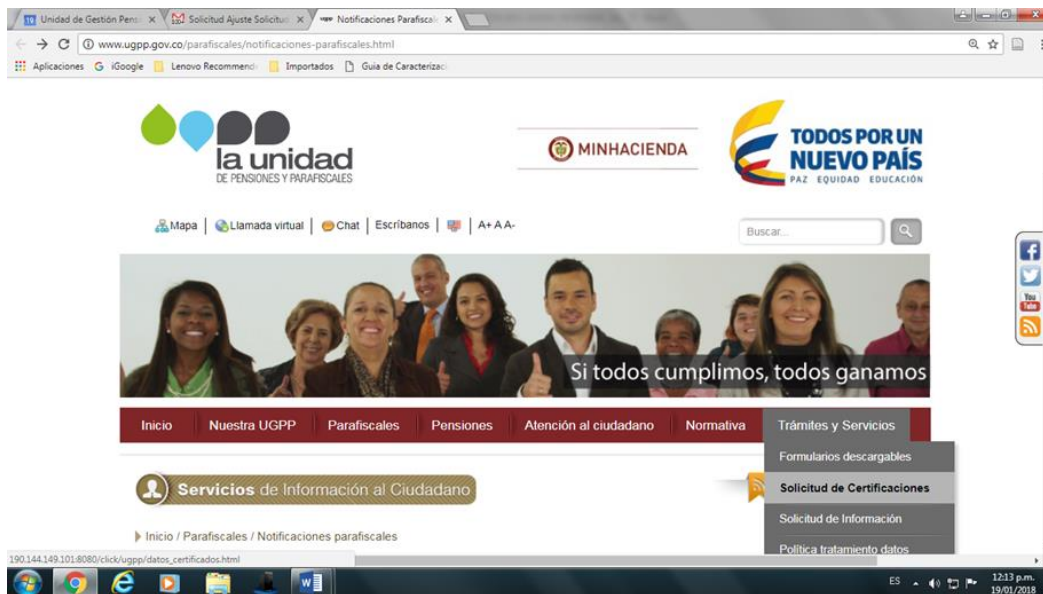 Unidad de Gestión Pensi
Solicitud Ajuste Solicitud
Notificaciones Parafiscal
www.ugpp.gov.co/parafiscales/notificaciones-parafiscales.html
Aplicaciones
iGoogle
Lenovo Recommend
Importados
Guia de Caracterizac
la unidad
DE PENSIONES Y PARAFISCALES
MINHACIENDA
TODOS POR UN
NUEVO PAÍS
PAZ EQUIDAD EDUCACIÓN
Mapa | Llamada virtual | Chat | Escríbanos | | A+ A A-
Buscar...
You
Tube
Si todos cumplimos, todos ganamos
Inicio Nuestra UGPP Parafiscales Pensiones Atención al ciudadano Normativa Trámites y Servicios
Formularios descargables
Solicitud de Certificaciones
Solicitud de Información
Política tratamiento datos
Servicios de Información al Ciudadano
Inicio / Parafiscales / Notificaciones parafiscales
190.144.149.101:8080/click/ugpp/datos_certificados.html
ES
12:13 p.m.
19/01/2018